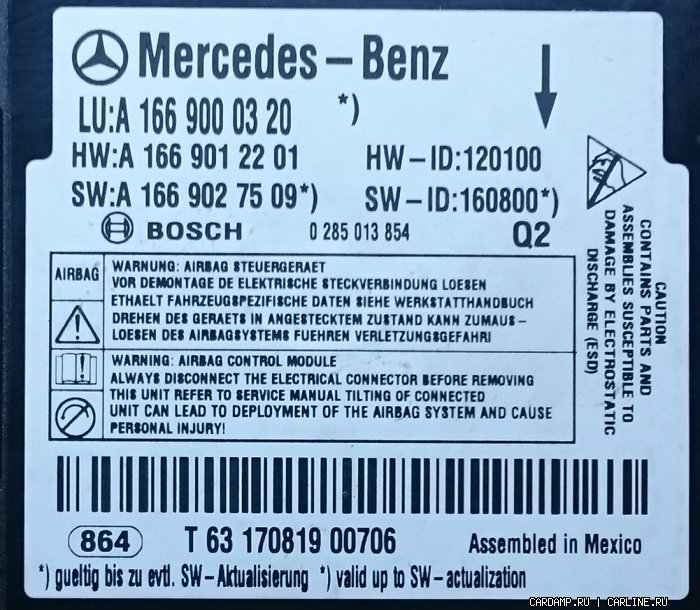 Mercedes-Benz
LU:A 166 900 03 20 *)
HW:A 166 901 22 01 HW-ID:120100
SW:A 166 902 75 09*) SW-ID:160800*)
BOSCH 0 285 013 854 Q2
AIRBAG
WARNUNG: AIRBAG STEUERGERAET
VOR DEMONTAGE DE ELEKTRISCHE STECKVERBINDUNG LOESEN
ETHAELT FAHRZEUGSPEZIFISCHE DATEN SIEHE WERKSTATTHANDBUCH
DREHEN DES GERAETS IN ANGESTECKTEM ZUSTAND KANN ZUMAUS-
LOESEN DES AIRBAGSYSTEMS FUEHREN VERLETZUNGSGEFAHR!
WARNING: AIRBAG CONTROL MODULE
ALWAYS DISCONNECT THE ELECTRICAL CONNECTOR BEFORE REMOVING
THIS UNIT REFER TO SERVICE MANUAL TILTING OF CONNECTED
UNIT CAN LEAD TO DEPLOYMENT OF THE AIRBAG SYSTEM AND CAUSE
PERSONAL INJURY!
CAUTION
CONTAINS PARTS AND
ASSEMBLIES SUSCEPTIBLE TO
DAMAGE BY ELECTROSTATIC
DISCHARGE (ESD)
864 T 63 170819 00706 Assembled in Mexico
*) gueltig bis zu evtl. SW-Aktualisierung *) valid up to SW-actualization
CARDAMP.RU | CARLINE.RU